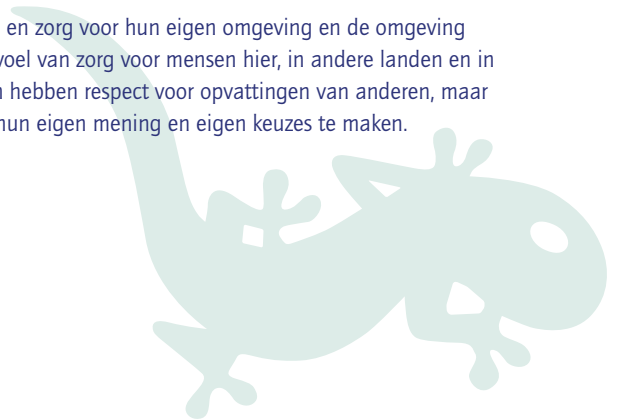 en zorg voor hun eigen omgeving en de omgeving
van zorg voor mensen hier, in andere landen en in
hebben respect voor opvattingen van anderen, maar
hun eigen mening en eigen keuzes te maken.